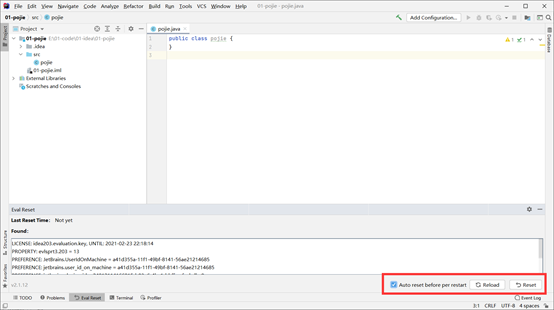 File Edit View Navigate Code Analyze Refactor Build Run Tools VCS Window Help 01-pojie - pojie.java
01-pojie src pojie Add Configuration...
Project
01-pojie E:\01-code\01-idea\01-pojie
.idea
src
pojie
01-pojie.iml
External Libraries
Scratches and Consoles
pojie.java
1 public class pojie {
2 }
3
1 1
Project
Database
Structure
Favorites
Eval Reset
Last Reset Time: Not yet
Found:
LICENSE: idea203.evaluation.key, UNTIL: 2021-02-23 22:18:14
PROPERTY: evlsprt3.203 = 13
PREFERENCE: JetBrains.UserIdOnMachine = a41d355a-11f1-49bf-8141-56ae21214685
PREFERENCE: jetbrains.user_id_on_machine = a41d355a-11f1-49bf-8141-56ae21214685
v2.1.12 Auto reset before per restart Reload Reset
TODO Problems Eval Reset Terminal Profiler Event Log
3:1 CRLF UTF-8 4 spaces